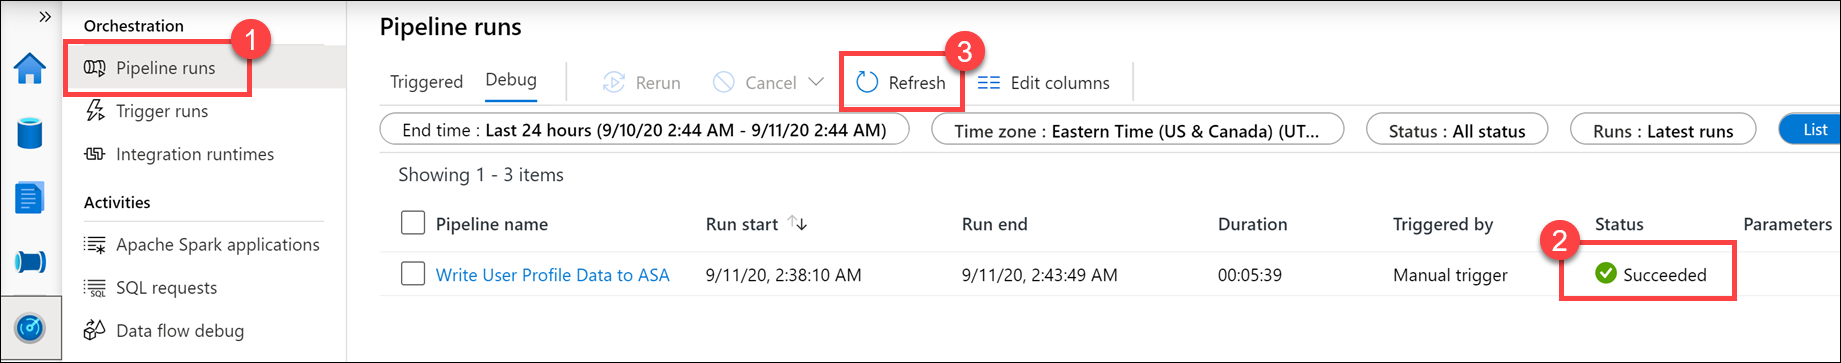 »
Orchestration
1
Pipeline runs
Trigger runs
Integration runtimes
Activities
Apache Spark applications
SQL
SQL requests
Data flow debug
Pipeline runs
3
Triggered Debug Rerun Cancel Refresh Edit columns
End time : Last 24 hours (9/10/20 2:44 AM - 9/11/20 2:44 AM) Time zone : Eastern Time (US & Canada) (UT... Status : All status Runs : Latest runs List
Showing 1 - 3 items
Pipeline name Run start Run end Duration Triggered by Status Parameters
2
Write User Profile Data to ASA 9/11/20, 2:38:10 AM 9/11/20, 2:43:49 AM 00:05:39 Manual trigger Succeeded